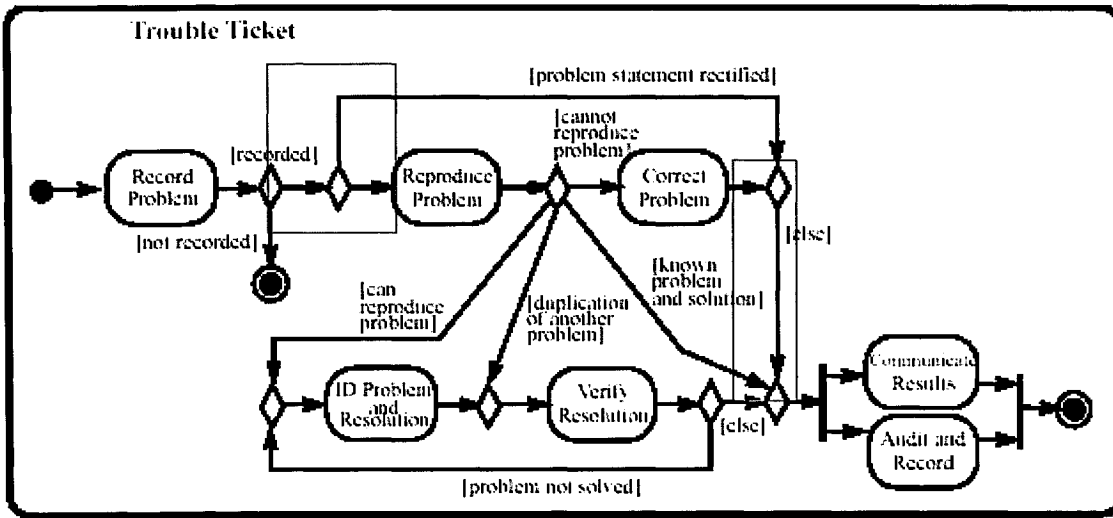 Trouble Ticket
[problem statement rectified]
[cannot
reproduce
problem]
[recorded]
Record
Problem
Reproduce
Problem
Correct
Problem
[not recorded]
[else]
[can
reproduce
problem]
[duplication
of another
problem]
[known
problem
and solution]
ID Problem
and
Resolution
Verify
Resolution
[else]
Communicate
Results
Audit and
Record
[problem not solved]